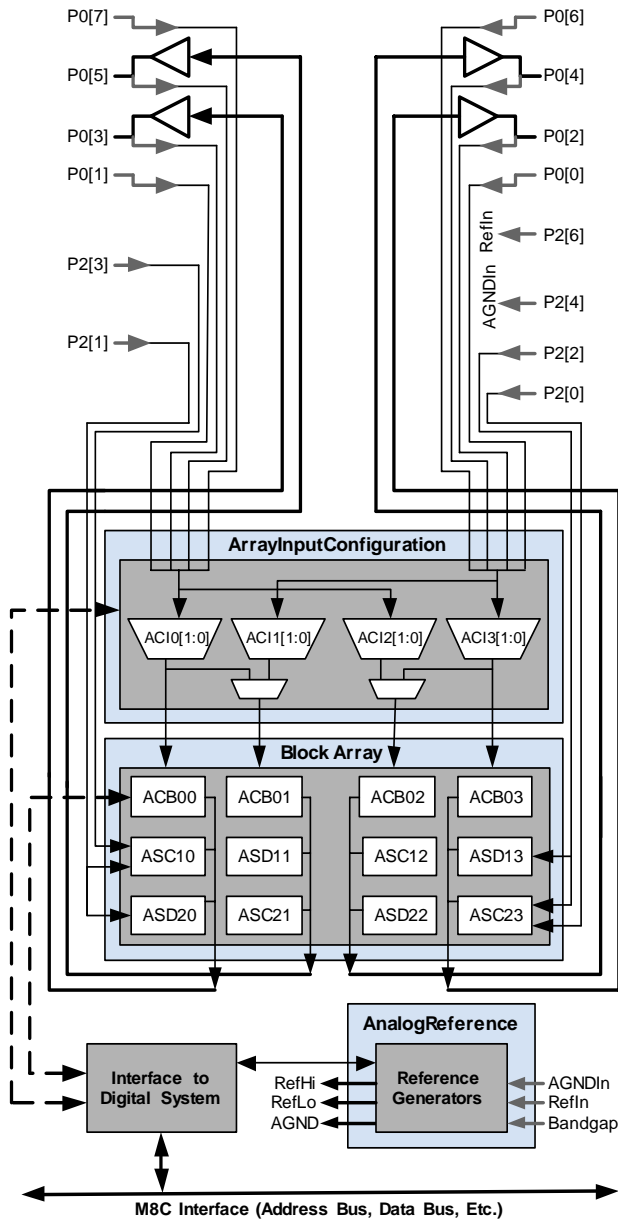 P0[7]
P0[6]
P0[5]
P0[4]
P0[3]
P0[2]
P0[1]
P0[0]
RefIn
P2[6]
P2[3]
AGNDIn
P2[4]
P2[1]
P2[2]
P2[0]
ArrayInputConfiguration
ACI0[1:0]
ACI1[1:0]
ACI2[1:0]
ACI3[1:0]
Block Array
ACB00
ACB01
ACB02
ACB03
ASC10
ASD11
ASC12
ASD13
ASD20
ASC21
ASD22
ASC23
AnalogReference
Interface to
Digital System
RefHi
RefLo
AGND
Reference
Generators
AGNDIn
RefIn
Bandgap
M8C Interface (Address Bus, Data Bus, Etc.)